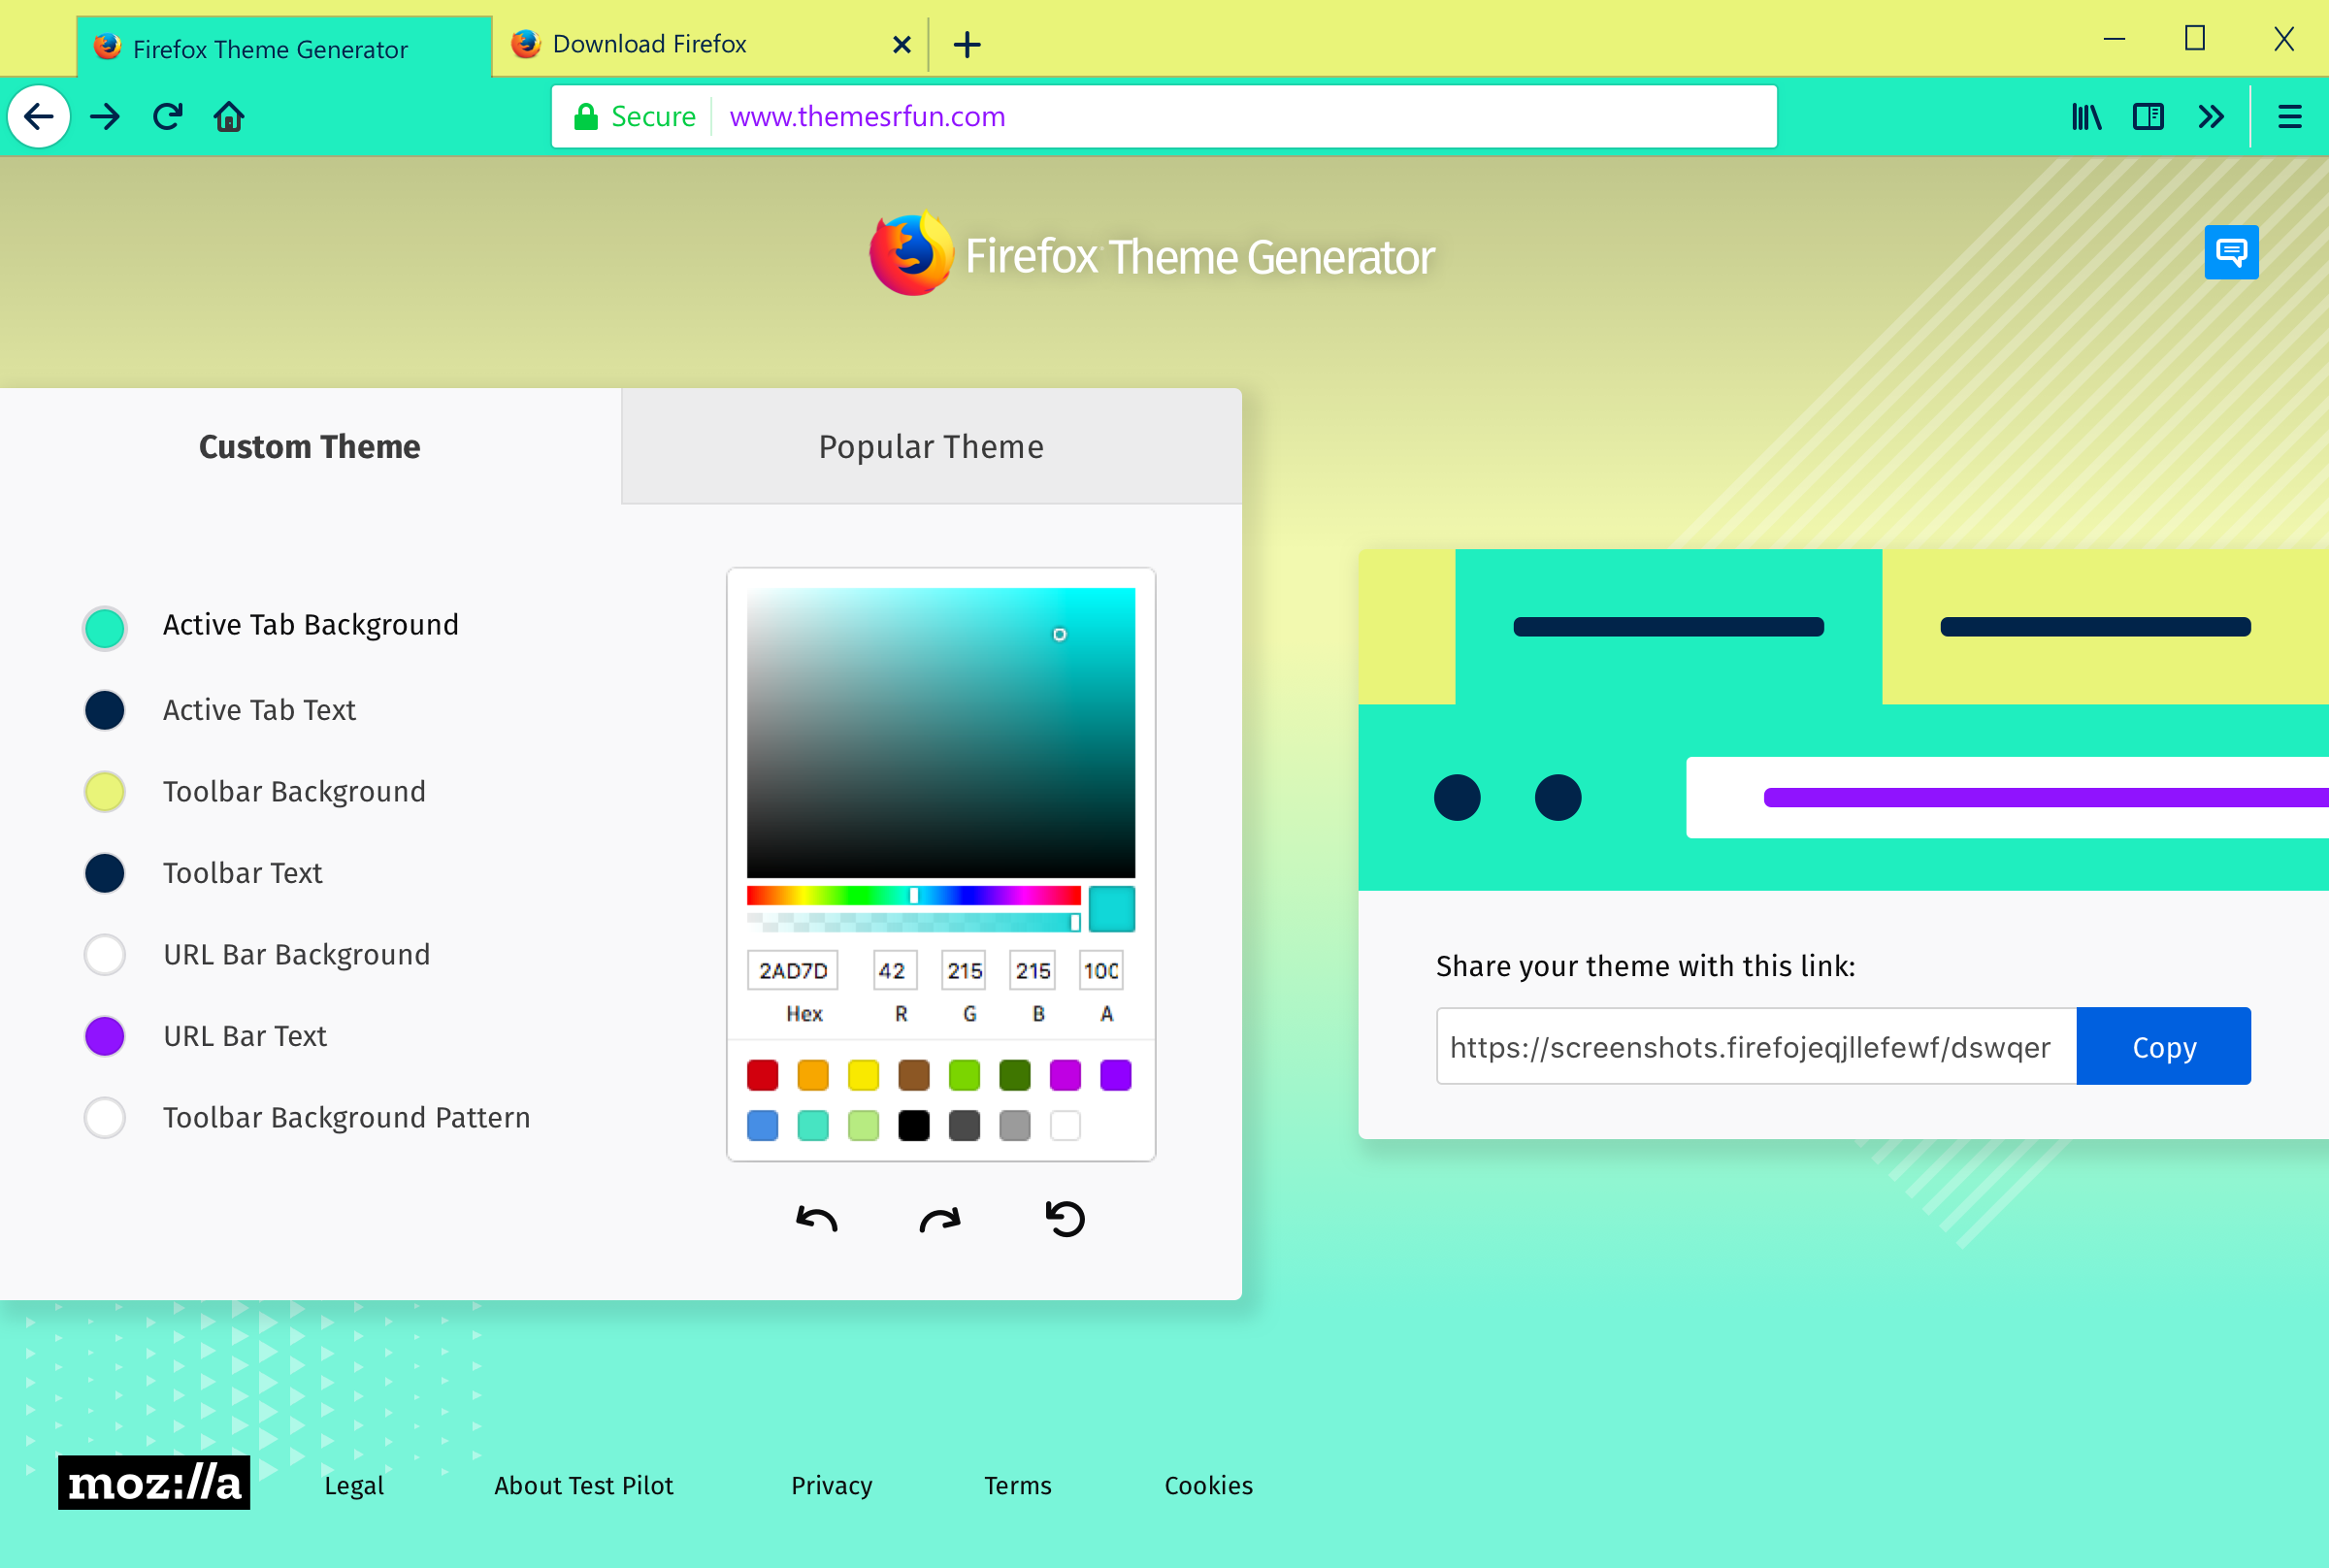 Firefox Theme Generator
Download Firefox
Secure www.themesrfun.com
Firefox Theme Generator
Custom Theme
Popular Theme
Active Tab Background
Active Tab Text
Toolbar Background
Toolbar Text
URL Bar Background
URL Bar Text
Toolbar Background Pattern
2AD7D 42 215 215 100
Hex R G B A
Share your theme with this link:
https://screenshots.firefojeqjllefewf/dswqer
Copy
moz://a
Legal
About Test Pilot
Privacy
Terms
Cookies